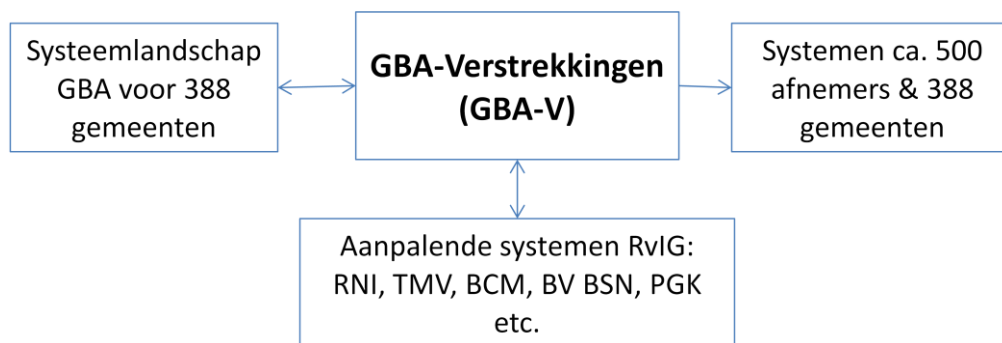 Systeemlandschap
GBA voor 388
gemeenten
GBA-Verstrekkingen
(GBA-V)
Systemen ca. 500
afnemers & 388
gemeenten
Aanpalende systemen RvIG:
RNI, TMV, BCM, BV BSN, PGK
etc.